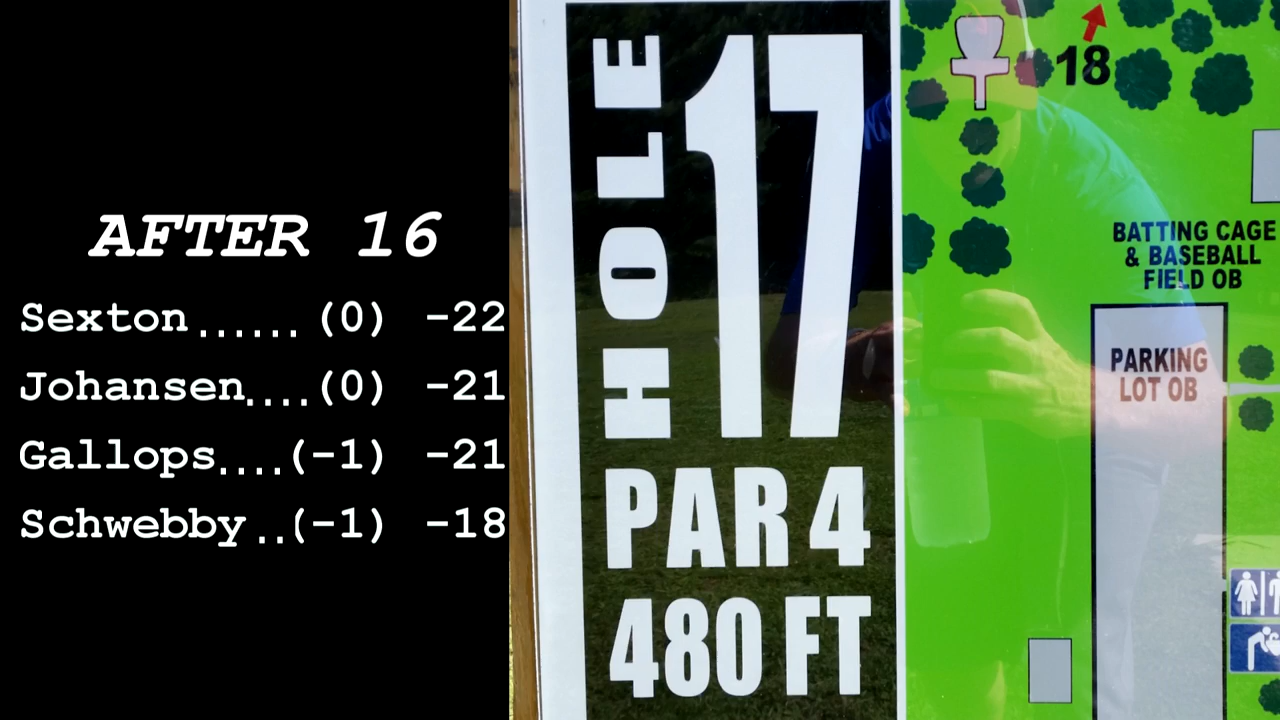 AFTER 16
Sexton......(0) -22
Johansen....(0) -21
Gallops....(-1) -21
Schwebby..(-1) -18
HOLE
17
PAR 4
480 FT
18
BATTING CAGE
& BASEBALL
FIELD OB
PARKING
LOT OB